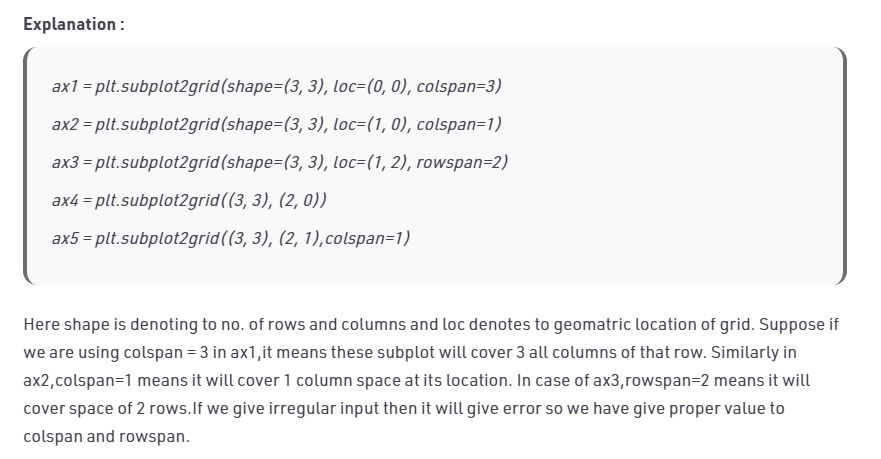 Explanation :
ax1 = plt.subplot2grid(shape=(3, 3), loc=(0, 0), colspan=3)
ax2 = plt.subplot2grid(shape=(3, 3), loc=(1, 0), colspan=1)
ax3 = plt.subplot2grid(shape=(3, 3), loc=(1, 2), rowspan=2)
ax4 = plt.subplot2grid((3, 3), (2, 0))
ax5 = plt.subplot2grid((3, 3), (2, 1),colspan=1)
Here shape is denoting to no. of rows and columns and loc denotes to geomatric location of grid. Suppose if
we are using colspan = 3 in ax1,it means these subplot will cover 3 all columns of that row. Similarly in
ax2,colspan=1 means it will cover 1 column space at its location. In case of ax3,rowspan=2 means it will
cover space of 2 rows.If we give irregular input then it will give error so we have give proper value to
colspan and rowspan.